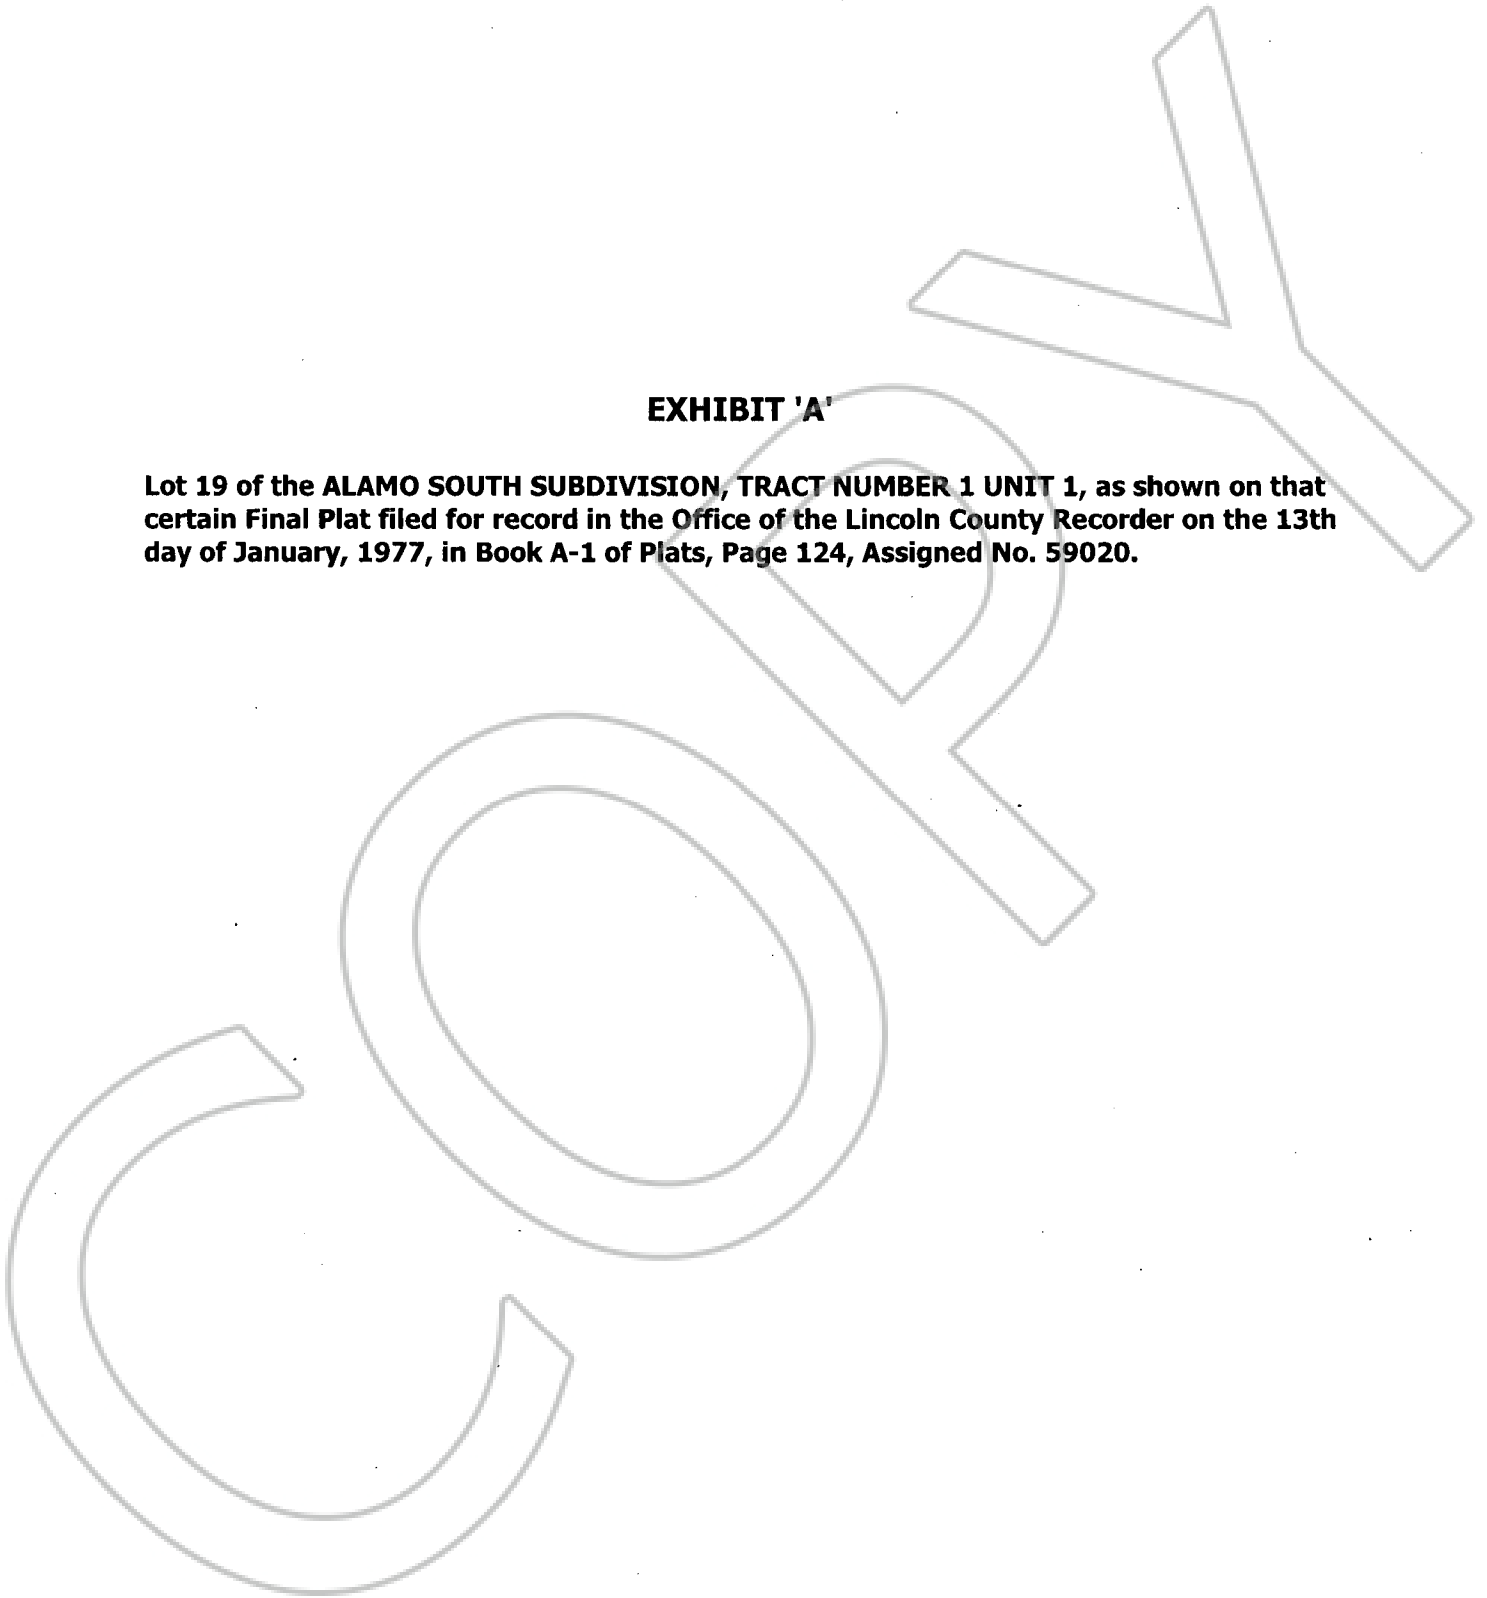 EXHIBIT 'A'
Lot 19 of the ALAMO SOUTH SUBDIVISION, TRACT NUMBER 1 UNIT 1, as shown on that
certain Final Plat filed for record in the Office of the Lincoln County Recorder on the 13th
day of January, 1977, in Book A-1 of Plats, Page 124, Assigned No. 59020.
COPY